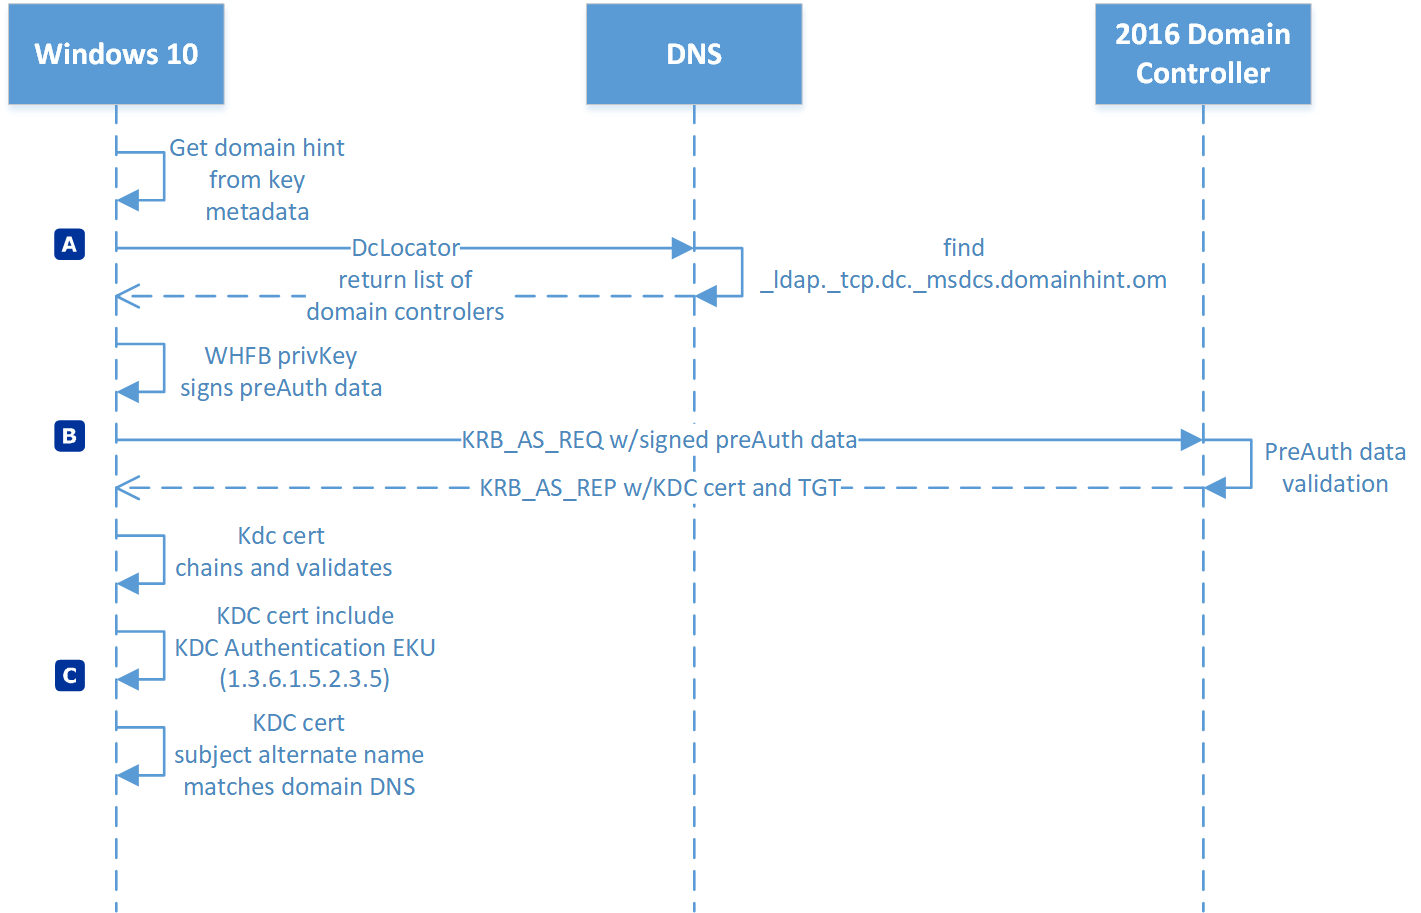 Windows 10
DNS
2016 Domain
Controller
Get domain hint
from key
metadata
A
DcLocator
find
_ldap._tcp.dc._msdcs.domainhint.om
return list of
domain controlers
WHFB privKey
signs preAuth data
B
KRB_AS_REQ w/signed preAuth data
PreAuth data
validation
KRB_AS_REP w/KDC cert and TGT
Kdc cert
chains and validates
KDC cert include
KDC Authentication EKU
(1.3.6.1.5.2.3.5)
C
KDC cert
subject alternate name
matches domain DNS